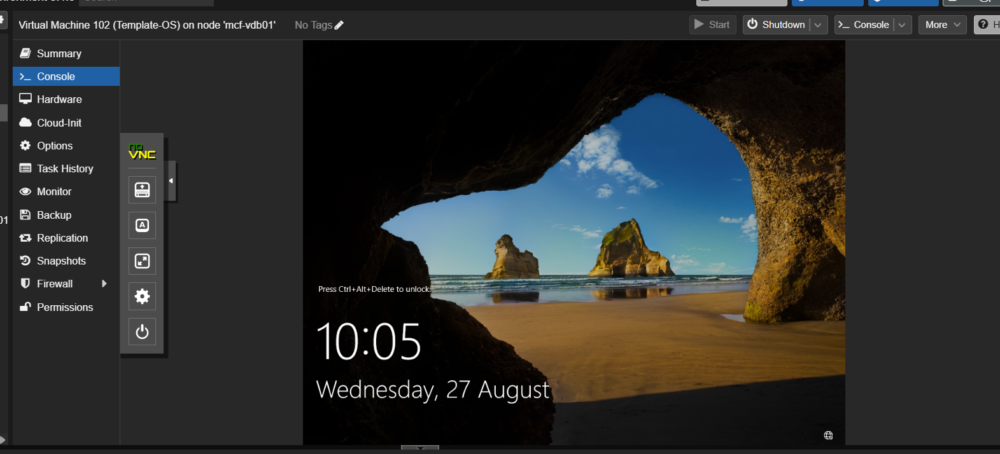 Virtual Machine 102 (Template-OS) on node 'mcf-vdb01'
No Tags
Start
Shutdown
Console
More
Summary
Console
Hardware
Cloud-Init
Options
Task History
Monitor
Backup
Replication
Snapshots
Firewall
Permissions
01
no
VNC
A
Press Ctrl+Alt+Delete to unlock.
10:05
Wednesday, 27 August